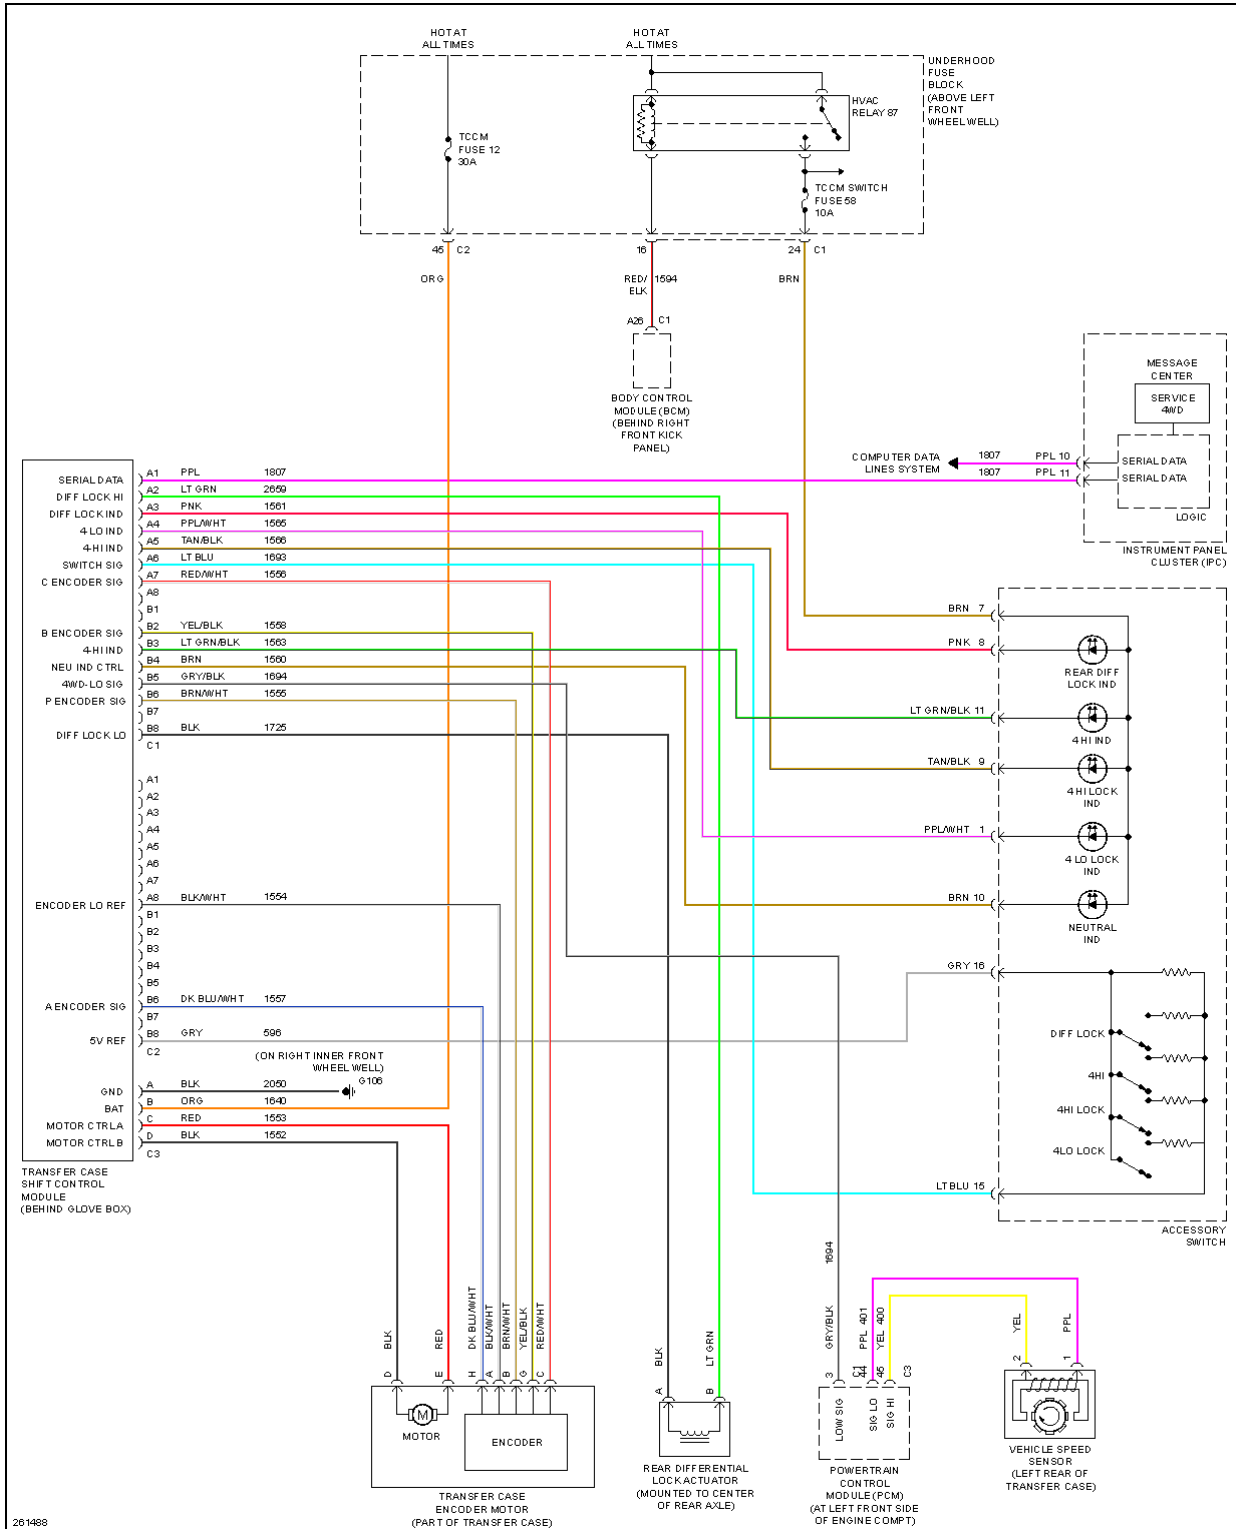 HOT AT
ALL TIMES
HOT AT
ALL TIMES
UNDERHOOD
FUSE
BLOCK
(ABOVE LEFT
FRONT
WHEEL WELL)
HVAC
RELAY 87
TCCM
FUSE 12
30A
TCCM SWITCH
FUSE 58
10A
45 C2
16
24 C1
ORG
RED/ 1594
ELK
BRN
A26 C1
BODY CONTROL
MODULE (BCM)
(BEHIND RIGHT
FRONT KICK
PANEL)
MESSAGE
CENTER
SERVICE
4WD
COMPUTER DATA
LINES SYSTEM
1807 PPL 10
1807 PPL 11
SERIAL DATA
SERIAL DATA
LOGIC
INSTRUMENT PANEL
CLUSTER (IPC)
SERIAL DATA A1 PPL 1807
DIFF LOCK HI A2 LT GRN 2659
DIFF LOCK IND A3 PNK 1561
4 LO IND A4 PPL/WHT 1565
4-HI IND A5 TAN/BLK 1566
SWITCH SIG A6 LT BLU 1693
C ENCODER SIG A7 RED/WHT 1556
A8
B1
B ENCODER SIG B2 YEL/BLK 1558
4-HI IND B3 LT GRN/BLK 1563
NEU IND CTRL B4 BRN 1560
4WD-LO SIG B5 GRY/BLK 1694
P ENCODER SIG B6 BRN/WHT 1555
B7
DIFF LOCK LO B8 BLK 1725
C1
A1
A2
A3
A4
A5
A6
A7
ENCODER LO REF A8 BLK/WHT 1554
B1
B2
B3
B4
B5
A ENCODER SIG B6 DK BLU/WHT 1557
B7
5V REF B8 GRY 596
C2
(ON RIGHT INNER FRONT
WHEEL WELL)
G106
GND A BLK 2050
BAT B ORG 1640
MOTOR CTRL A C RED 1553
MOTOR CTRL B D BLK 1552
C3
TRANSFER CASE
SHIFT CONTROL
MODULE
(BEHIND GLOVE BOX)
BRN 7
PNK 8
REAR DIFF
LOCK IND
LT GRN/BLK 11
4 HI IND
TAN/BLK 9
4 HI LOCK
IND
PPL/WHT 1
4 LO LOCK
IND
BRN 10
NEUTRAL
IND
GRY 16
DIFF LOCK
4HI
4HI LOCK
4LO LOCK
LT BLU 15
ACCESSORY
SWITCH
D BLK
E RED
H DK BLU/WHT
A BLK/WHT
B BRN/WHT
G YEL/BLK
C RED/WHT
M
MOTOR
ENCODER
TRANSFER CASE
ENCODER MOTOR
(PART OF TRANSFER CASE)
A BLK
B LT GRN
REAR DIFFERENTIAL
LOCK ACTUATOR
(MOUNTED TO CENTER
OF REAR AXLE)
3 GRY/BLK 1694
C1
44 PPL 401
45 YEL 400
C3
LOW SIG
SIG LO
SIG HI
POWERTRAIN
CONTROL
MODULE (PCM)
(AT LEFT FRONT SIDE
OF ENGINE COMPT)
2 YEL
1 PPL
VEHICLE SPEED
SENSOR
(LEFT REAR OF
TRANSFER CASE)
261488